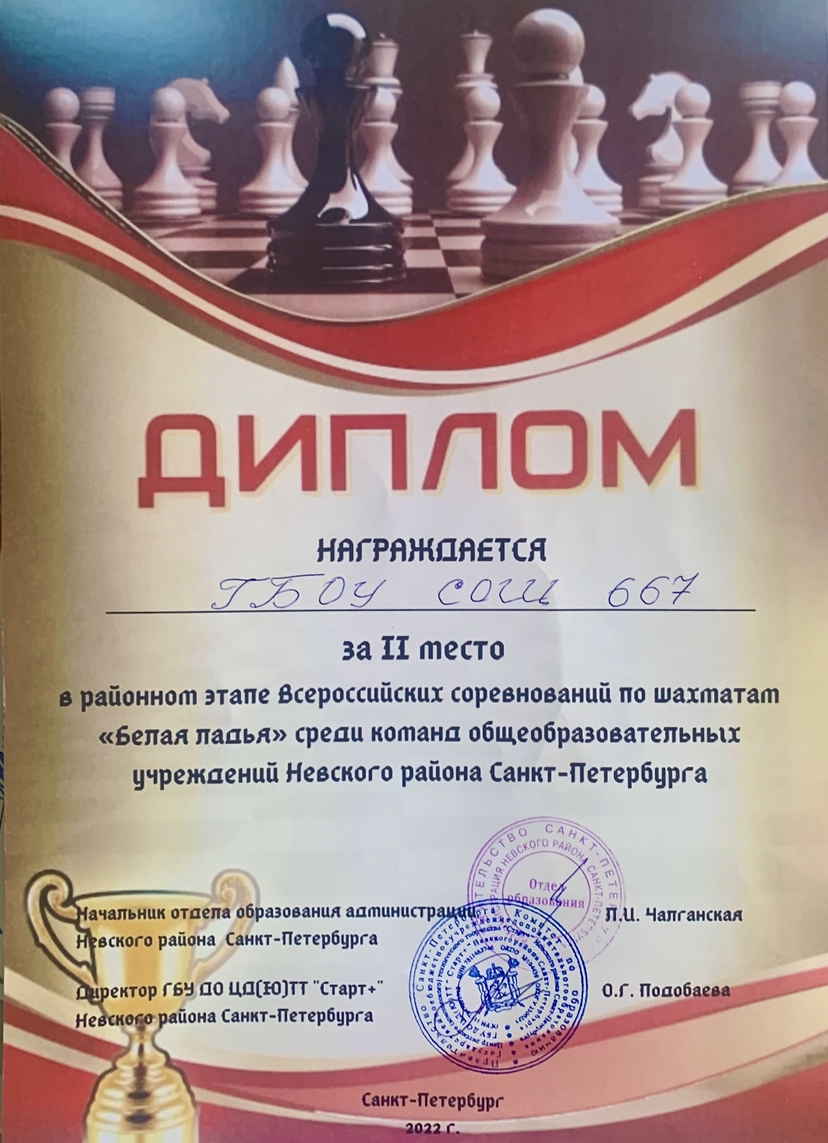 ДИПЛОМ
НАГРАЖДАЕТСЯ
ГБОУ СОШ 667
за II место
в районном этапе Всероссийских соревнований по шахматам
«Белая ладья» среди команд общеобразовательных
учреждений Невского района Санкт-Петербурга
Отдел
образования
Начальник отдела образования администрации
Невского района Санкт-Петербурга
Л.И. Чалганская
Директор ГБУ ДО ЦД(Ю)ТТ "Старт+"
Невского района Санкт-Петербурга
О.Г. Подобаева
Санкт-Петербург
2022 г.